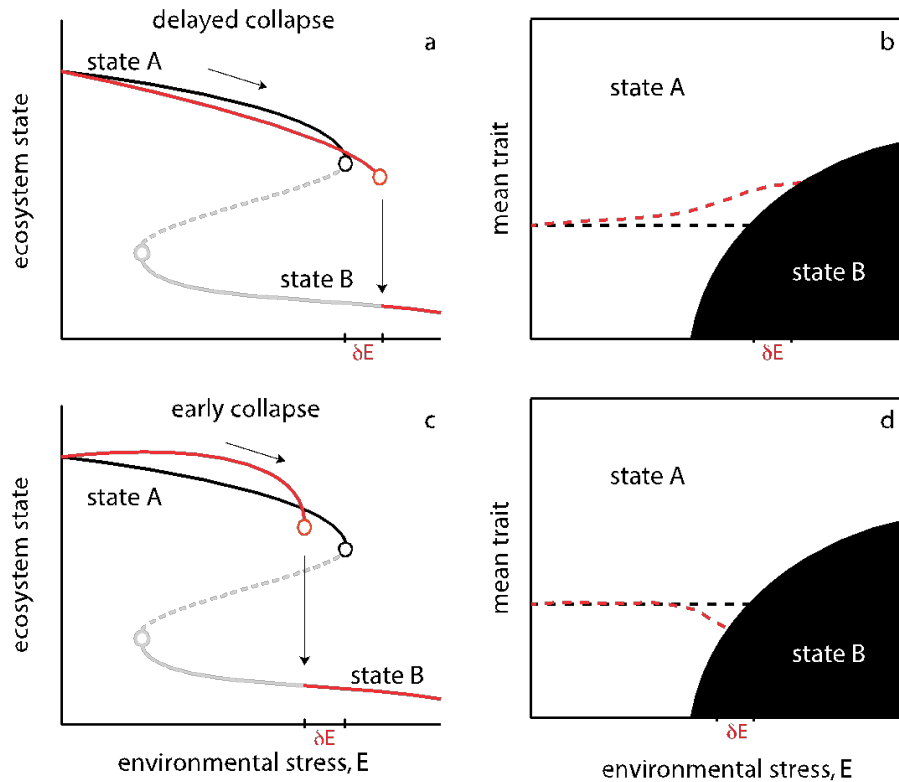 delayed collapse
a
state A
ecosystem state
state B
δE
b
state A
mean trait
state B
δE
early collapse
c
state A
ecosystem state
state B
δE
environmental stress, E
d
state A
mean trait
state B
δE
environmental stress, E